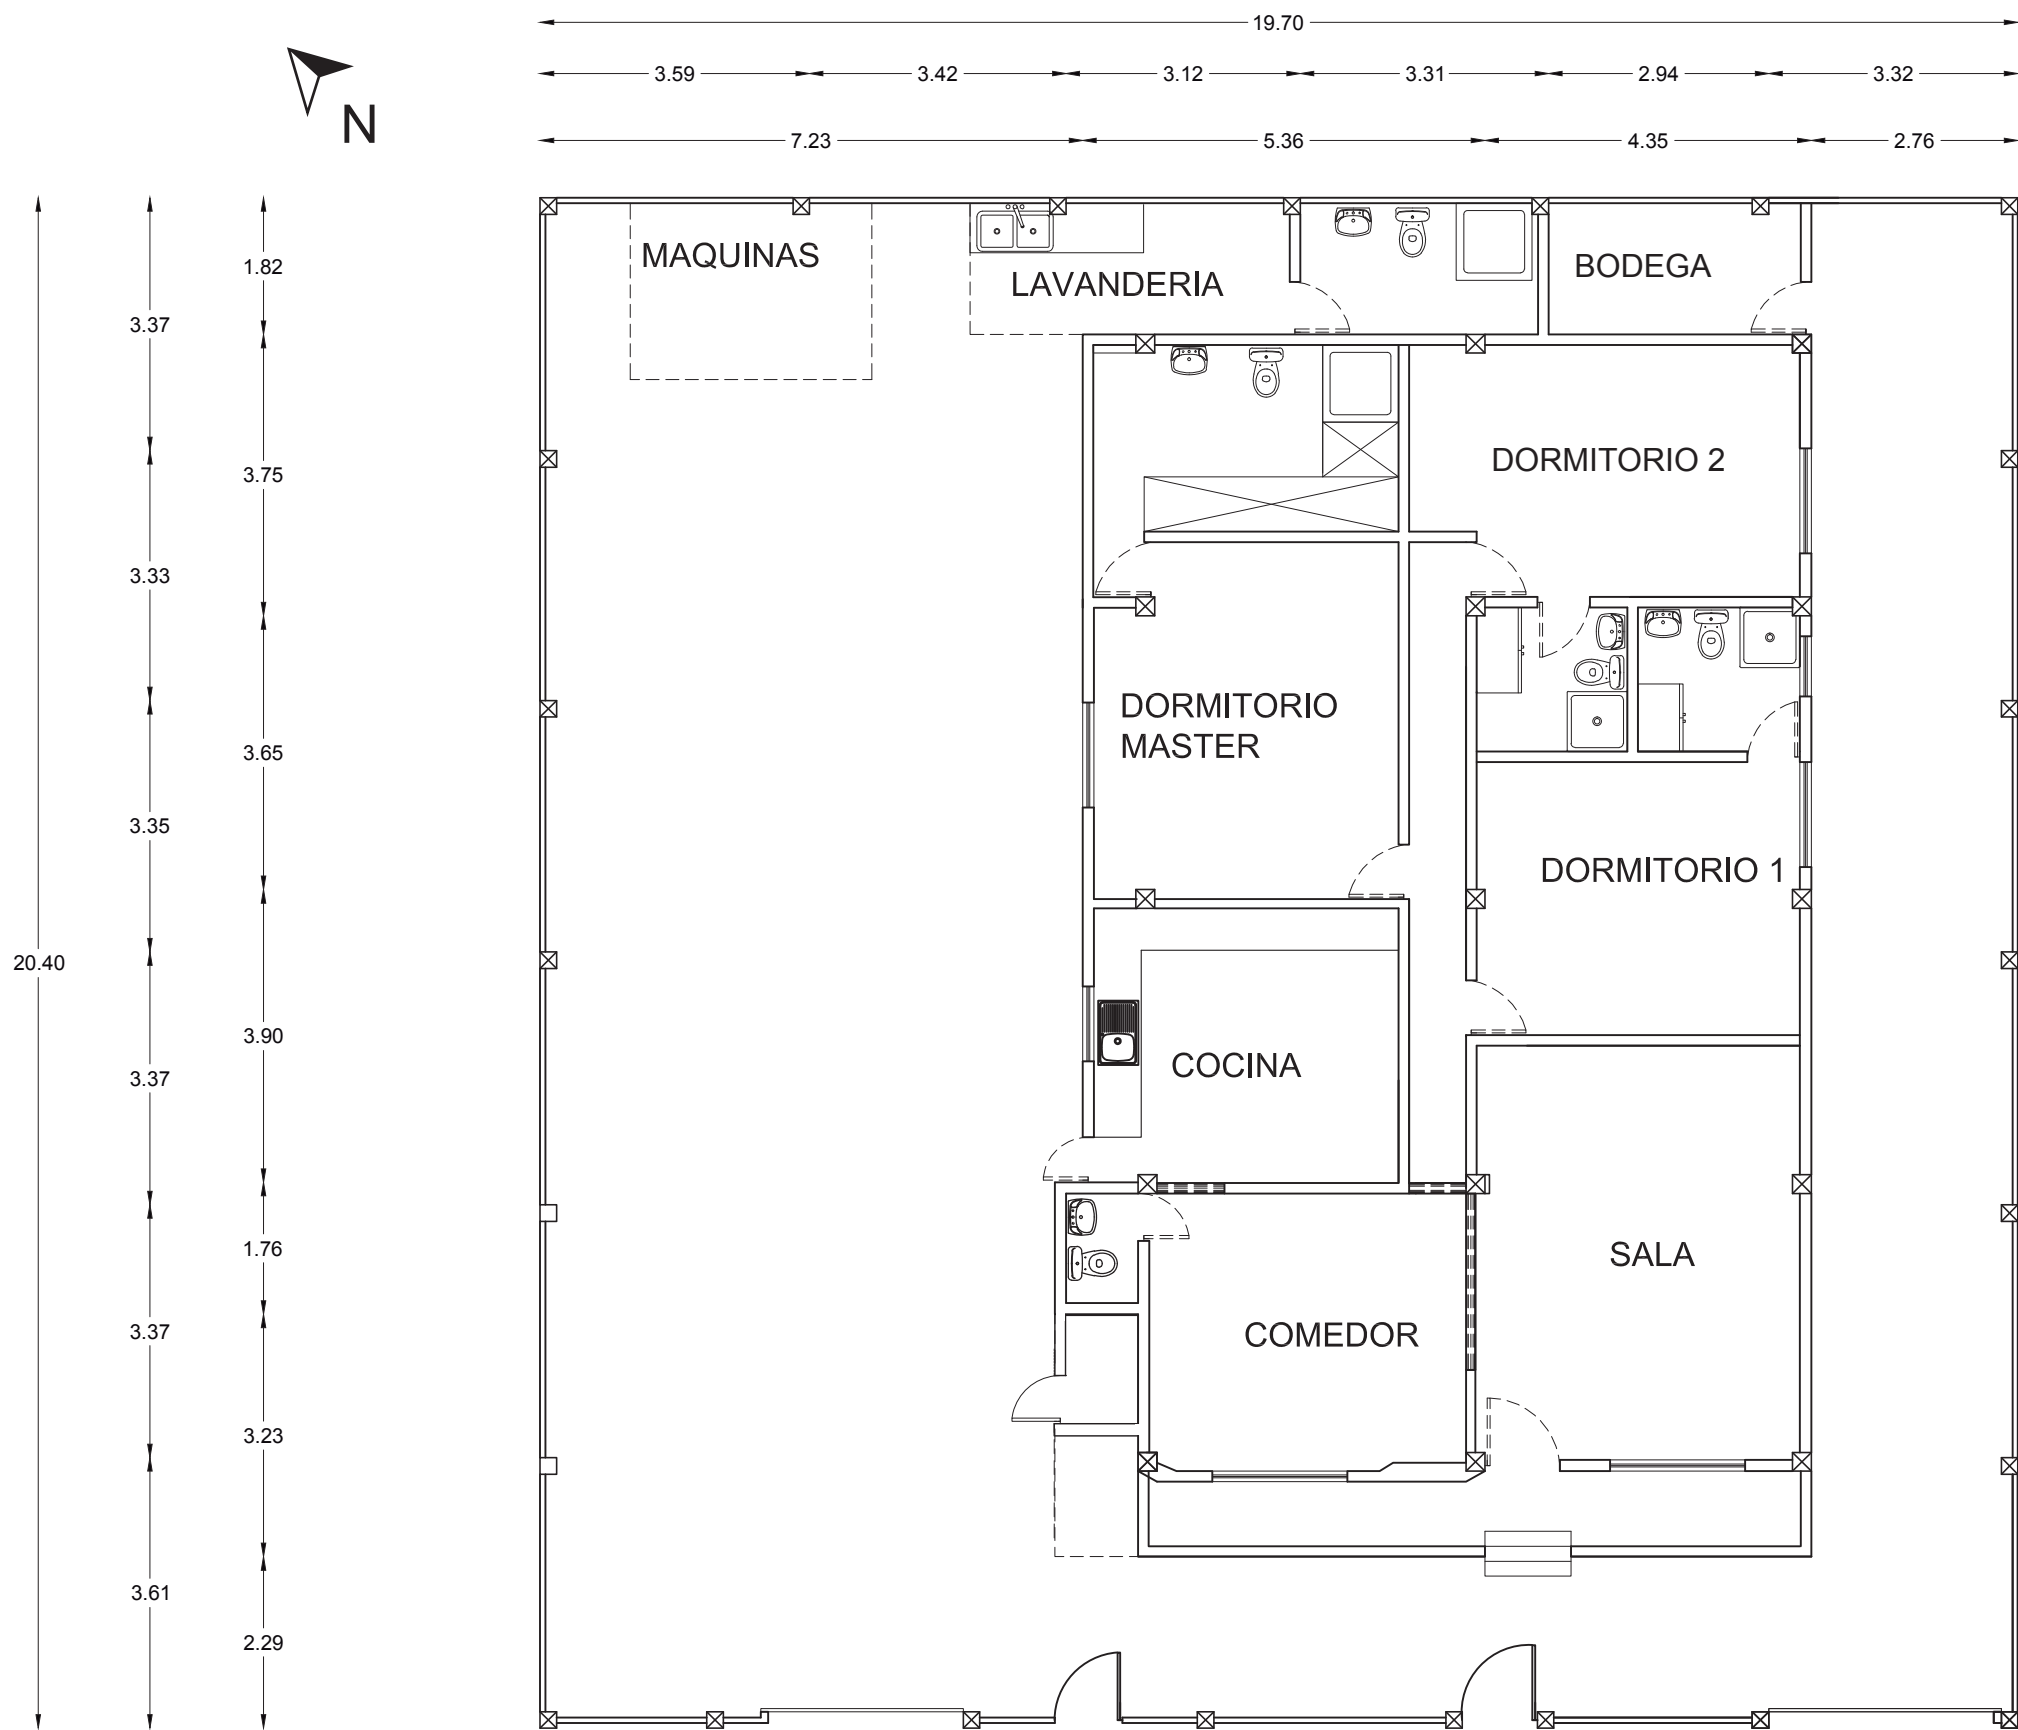 19.70
3.59
3.42
3.12
3.31
2.94
3.32
N
7.23
5.36
4.35
2.76
MAQUINAS
LAVANDERIA
BODEGA
1.82
3.37
DORMITORIO 2
3.75
3.33
DORMITORIO
MASTER
3.65
3.35
DORMITORIO 1
20.40
3.90
COCINA
3.37
1.76
SALA
3.37
COMEDOR
3.23
3.61
2.29